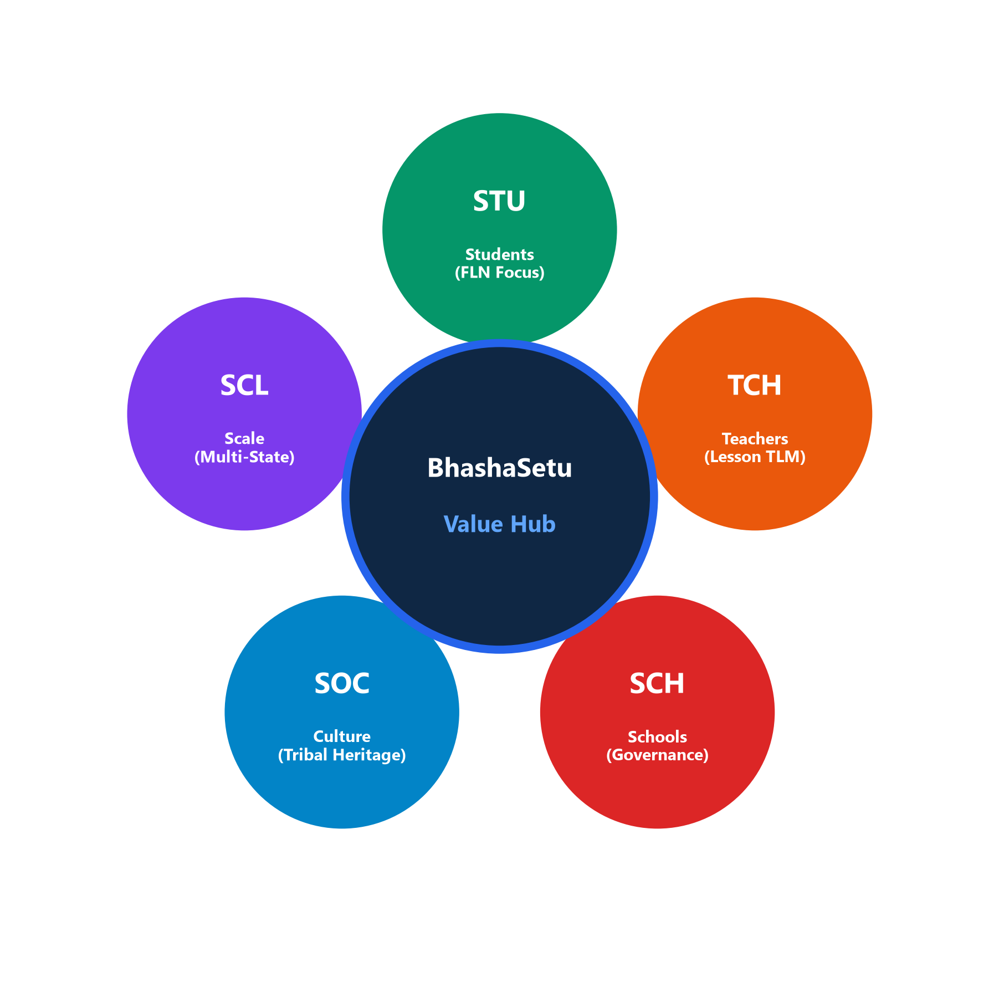 STU
Students
(FLN Focus)
SCL
Scale
(Multi-State)
TCH
Teachers
(Lesson TLM)
BhashaSetu
Value Hub
SOC
Culture
(Tribal Heritage)
SCH
Schools
(Governance)